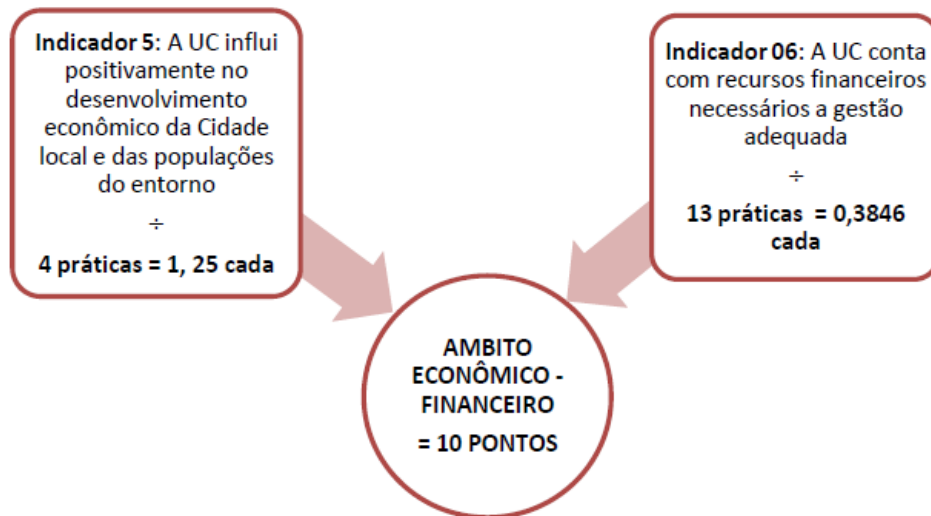 Indicador 5: A UC influi
positivamente no
desenvolvimento
econômico da Cidade
local e das populações
do entorno
÷
4 práticas = 1, 25 cada
Indicador 06: A UC conta
com recursos financeiros
necessários a gestão
adequada
÷
13 práticas = 0,3846
cada
AMBITO
ECONÔMICO -
FINANCEIRO
= 10 PONTOS